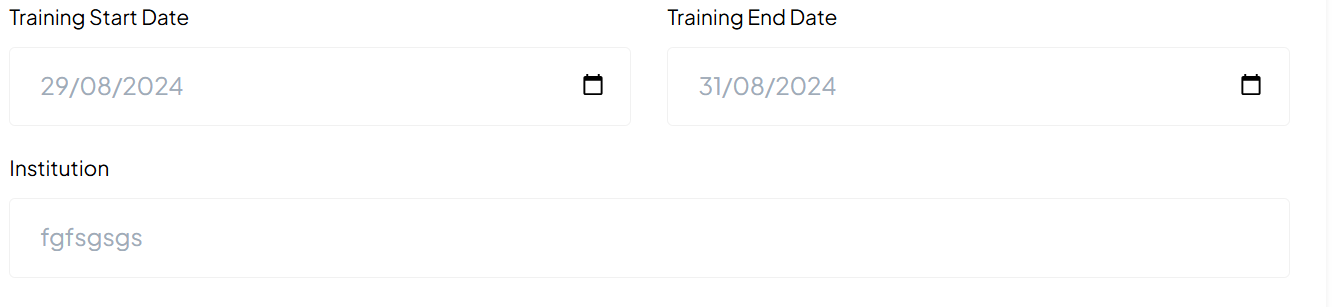 Training Start Date Training End Date
29/08/2024 31/08/2024
Institution
fgfsgsgs